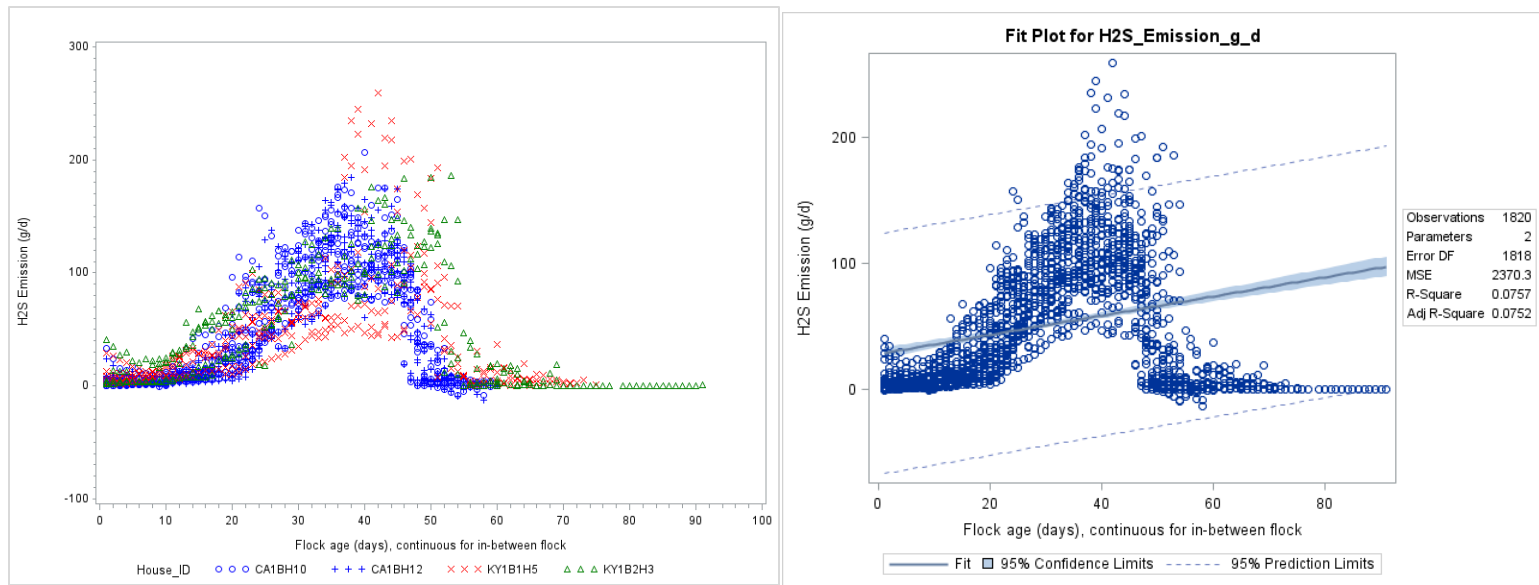 300
200
100
0
-100
H2S Emission (g/d)
0 10 20 30 40 50 60 70 80 90 100
Flock age (days), continuous for in-between flock
House_ID CA1BH10 CA1BH12 KY1B1H5 KY1B2H3
Fit Plot for H2S_Emission_g_d
200
100
0
H2S Emission (g/d)
0 20 40 60 80
Flock age (days), continuous for in-between flock
Fit 95% Confidence Limits 95% Prediction Limits
Observations 1820
Parameters 2
Error DF 1818
MSE 2370.3
R-Square 0.0757
Adj R-Square 0.0752